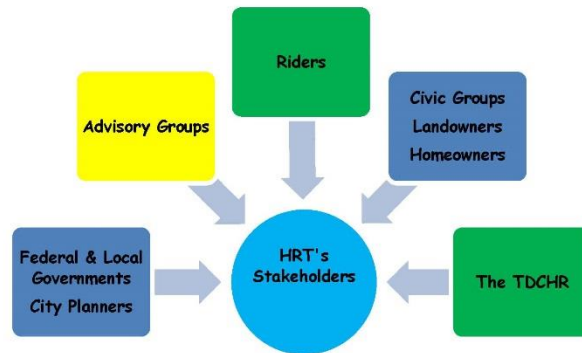 Riders
Advisory Groups
Civic Groups
Landowners
Homeowners
Federal & Local
Governments
City Planners
HRT's
Stakeholders
The TDCHR